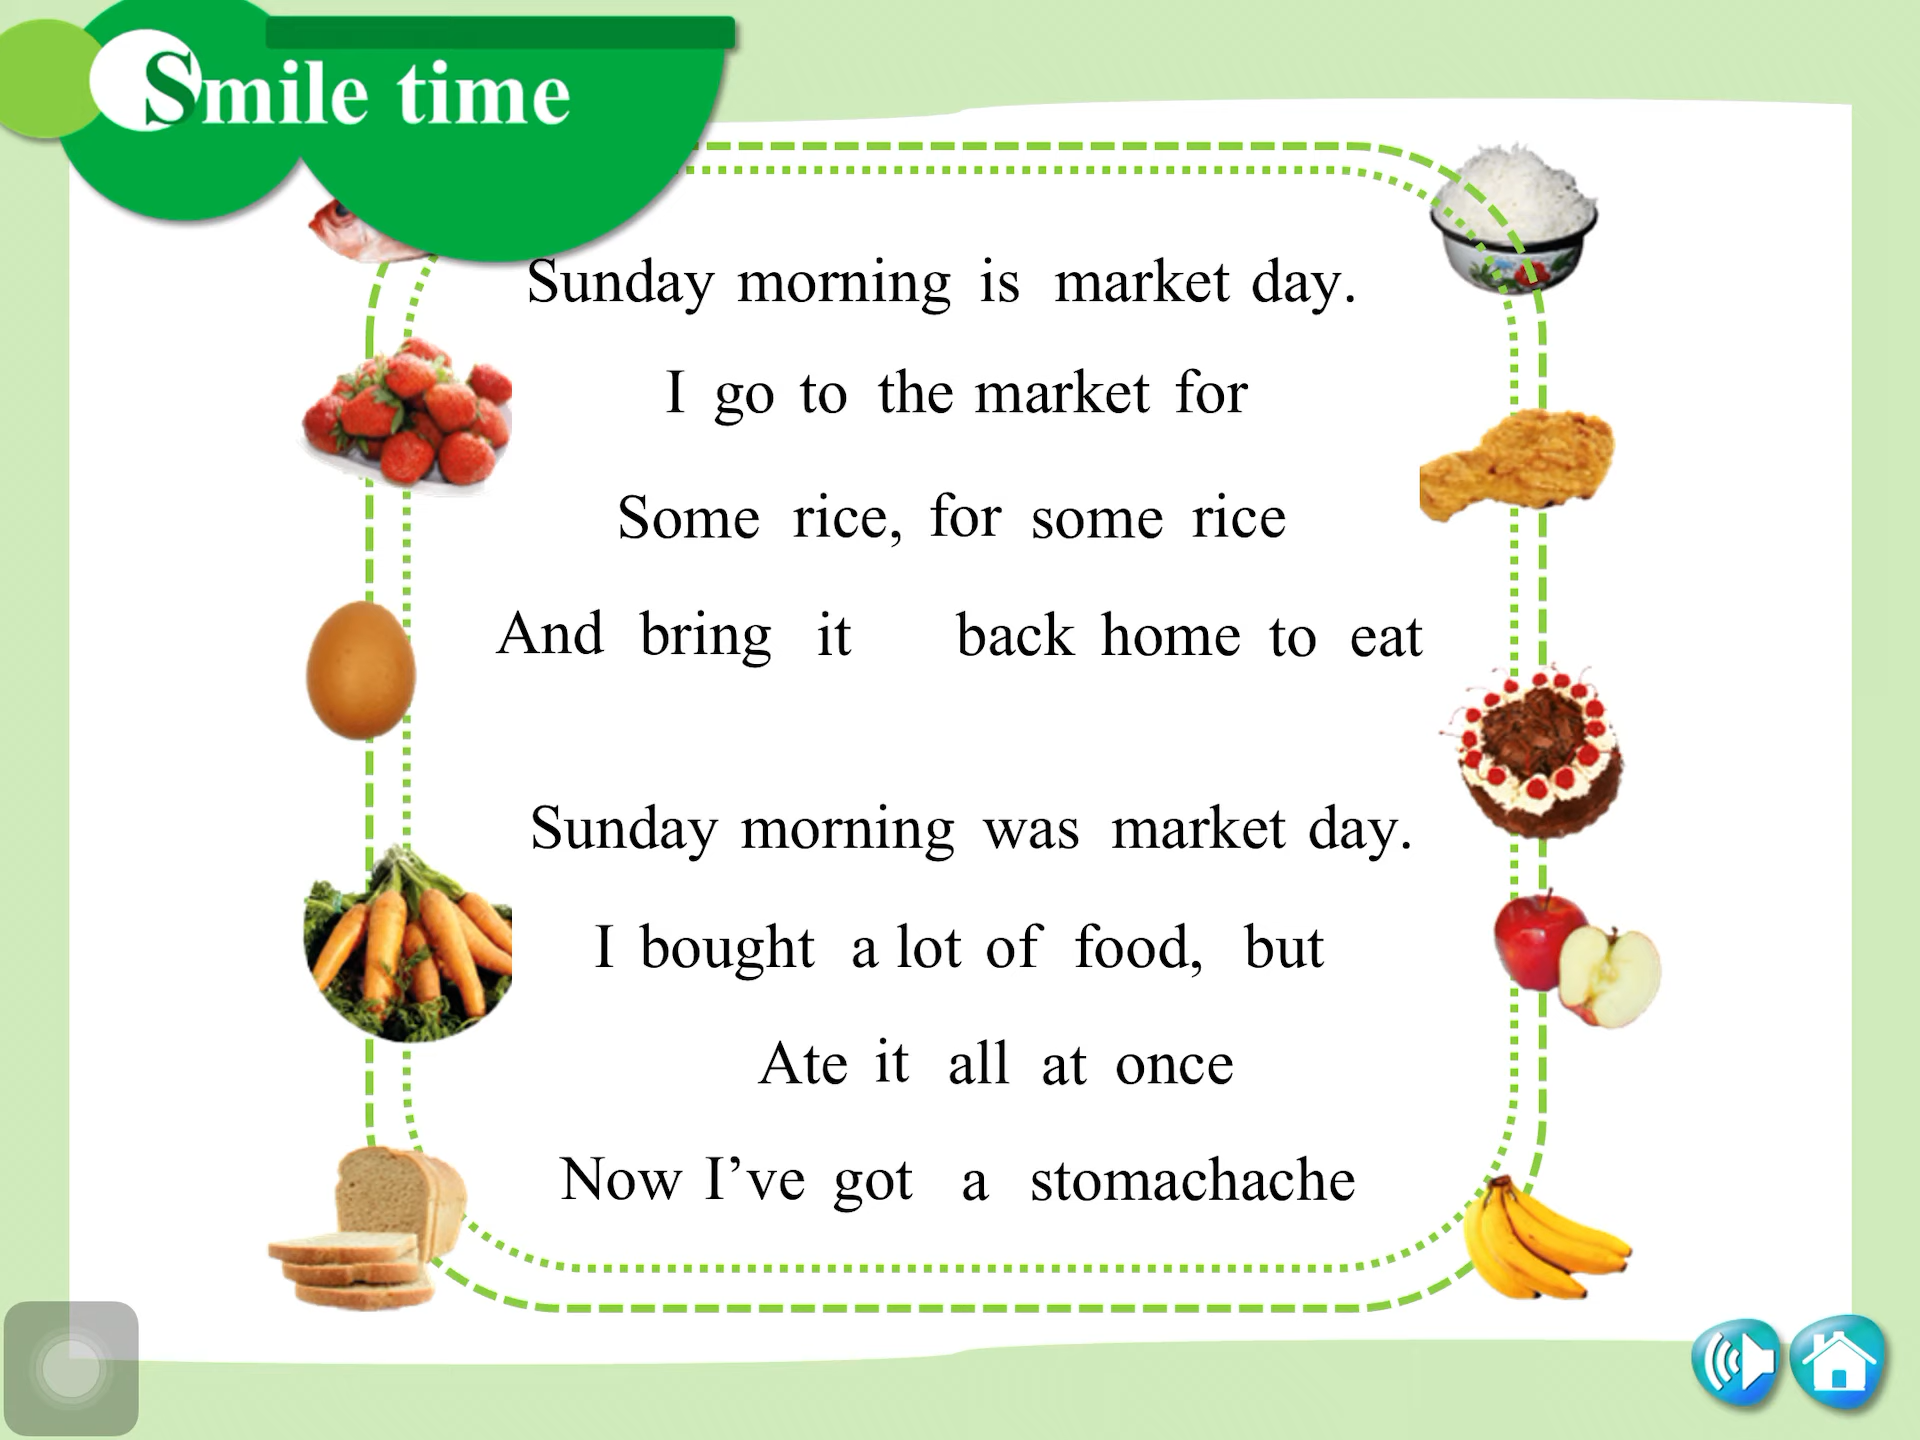 Smile time
Sunday morning is market day.
I go to the market for
Some rice, for some rice
And bring it back home to eat
Sunday morning was market day.
I bought a lot of food, but
Ate it all at once
Now I’ve got a stomachache